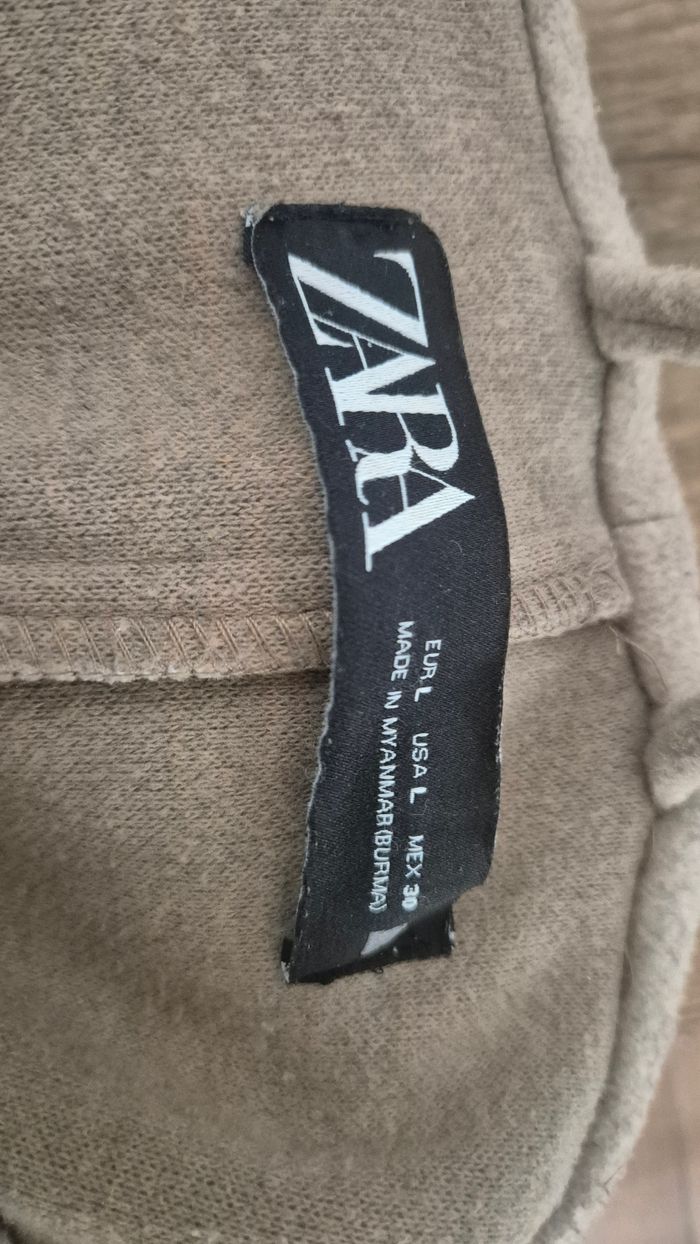 ZARA
EUR L USA L MEX 30
MADE IN MYANMAR(BURMA)